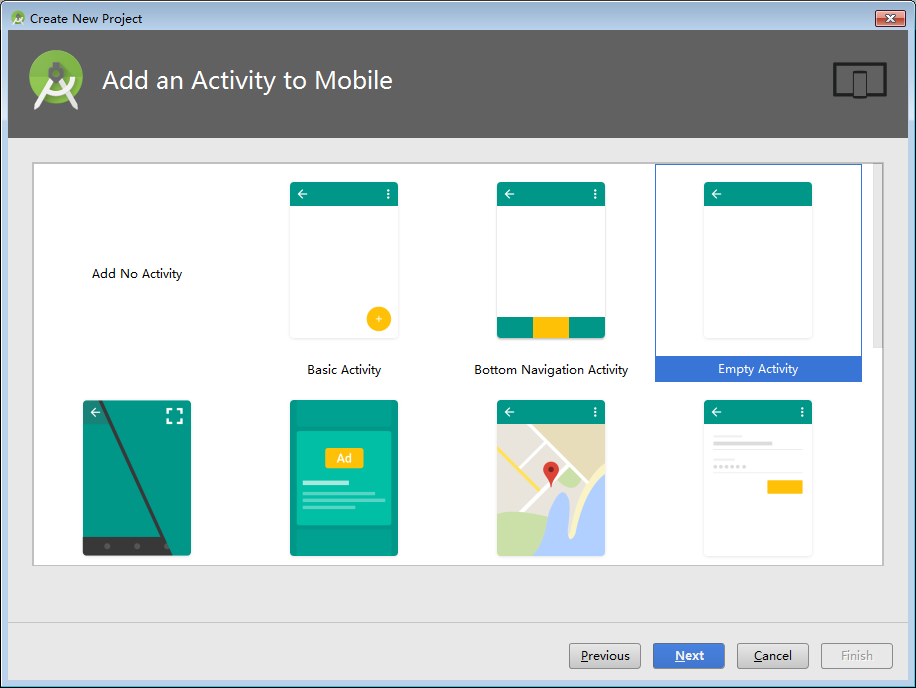 Create New Project
Add an Activity to Mobile
Add No Activity
Basic Activity
Bottom Navigation Activity
Empty Activity
Ad
Previous
Next
Cancel
Finish